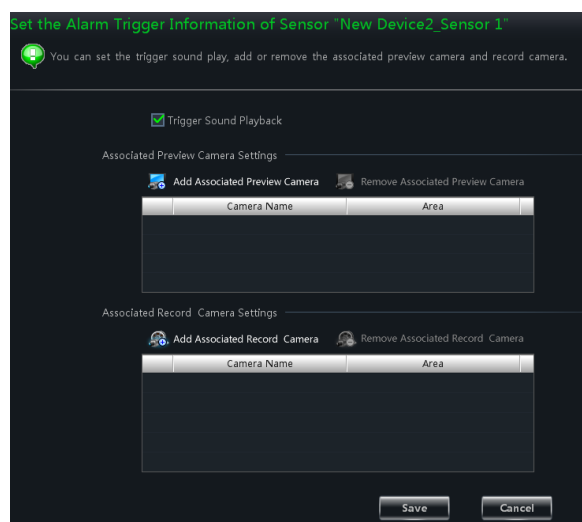 Set the Alarm Trigger Information of Sensor "New Device2_Sensor 1"
You can set the trigger sound play, add or remove the associated preview camera and record camera.
Trigger Sound Playback
Associated Preview Camera Settings
Add Associated Preview Camera Remove Associated Preview Camera
Camera Name Area
Associated Record Camera Settings
Add Associated Record Camera Remove Associated Record Camera
Camera Name Area
Save Cancel